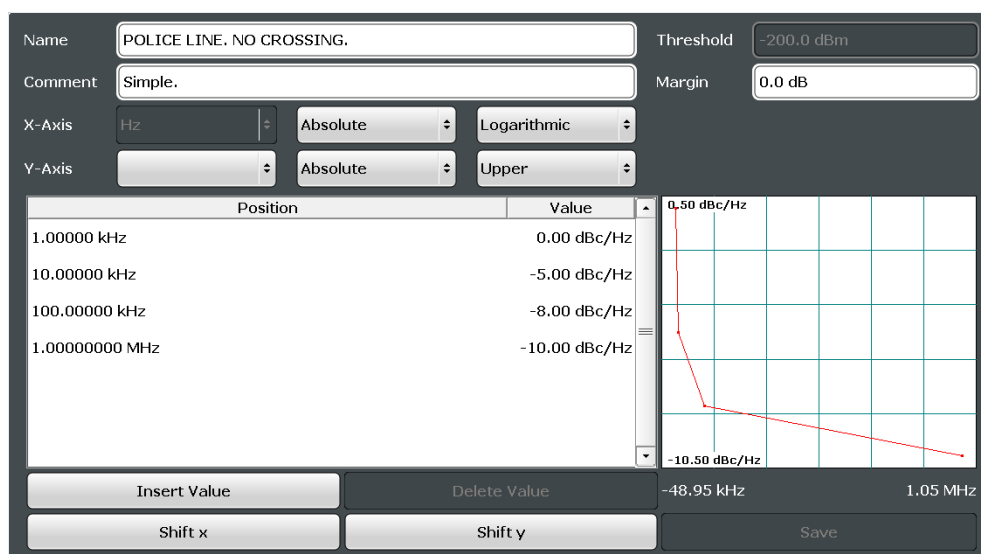 Name POLICE LINE. NO CROSSING. Threshold -200.0 dBm
Comment Simple. Margin 0.0 dB
X-Axis Hz Absolute Logarithmic
Y-Axis Absolute Upper
Position Value
1.00000 kHz 0.00 dBc/Hz
10.00000 kHz -5.00 dBc/Hz
100.00000 kHz -8.00 dBc/Hz
1.00000000 MHz -10.00 dBc/Hz
0.50 dBc/Hz
-10.50 dBc/Hz
-48.95 kHz 1.05 MHz
Insert Value Delete Value
Shift x Shift y Save